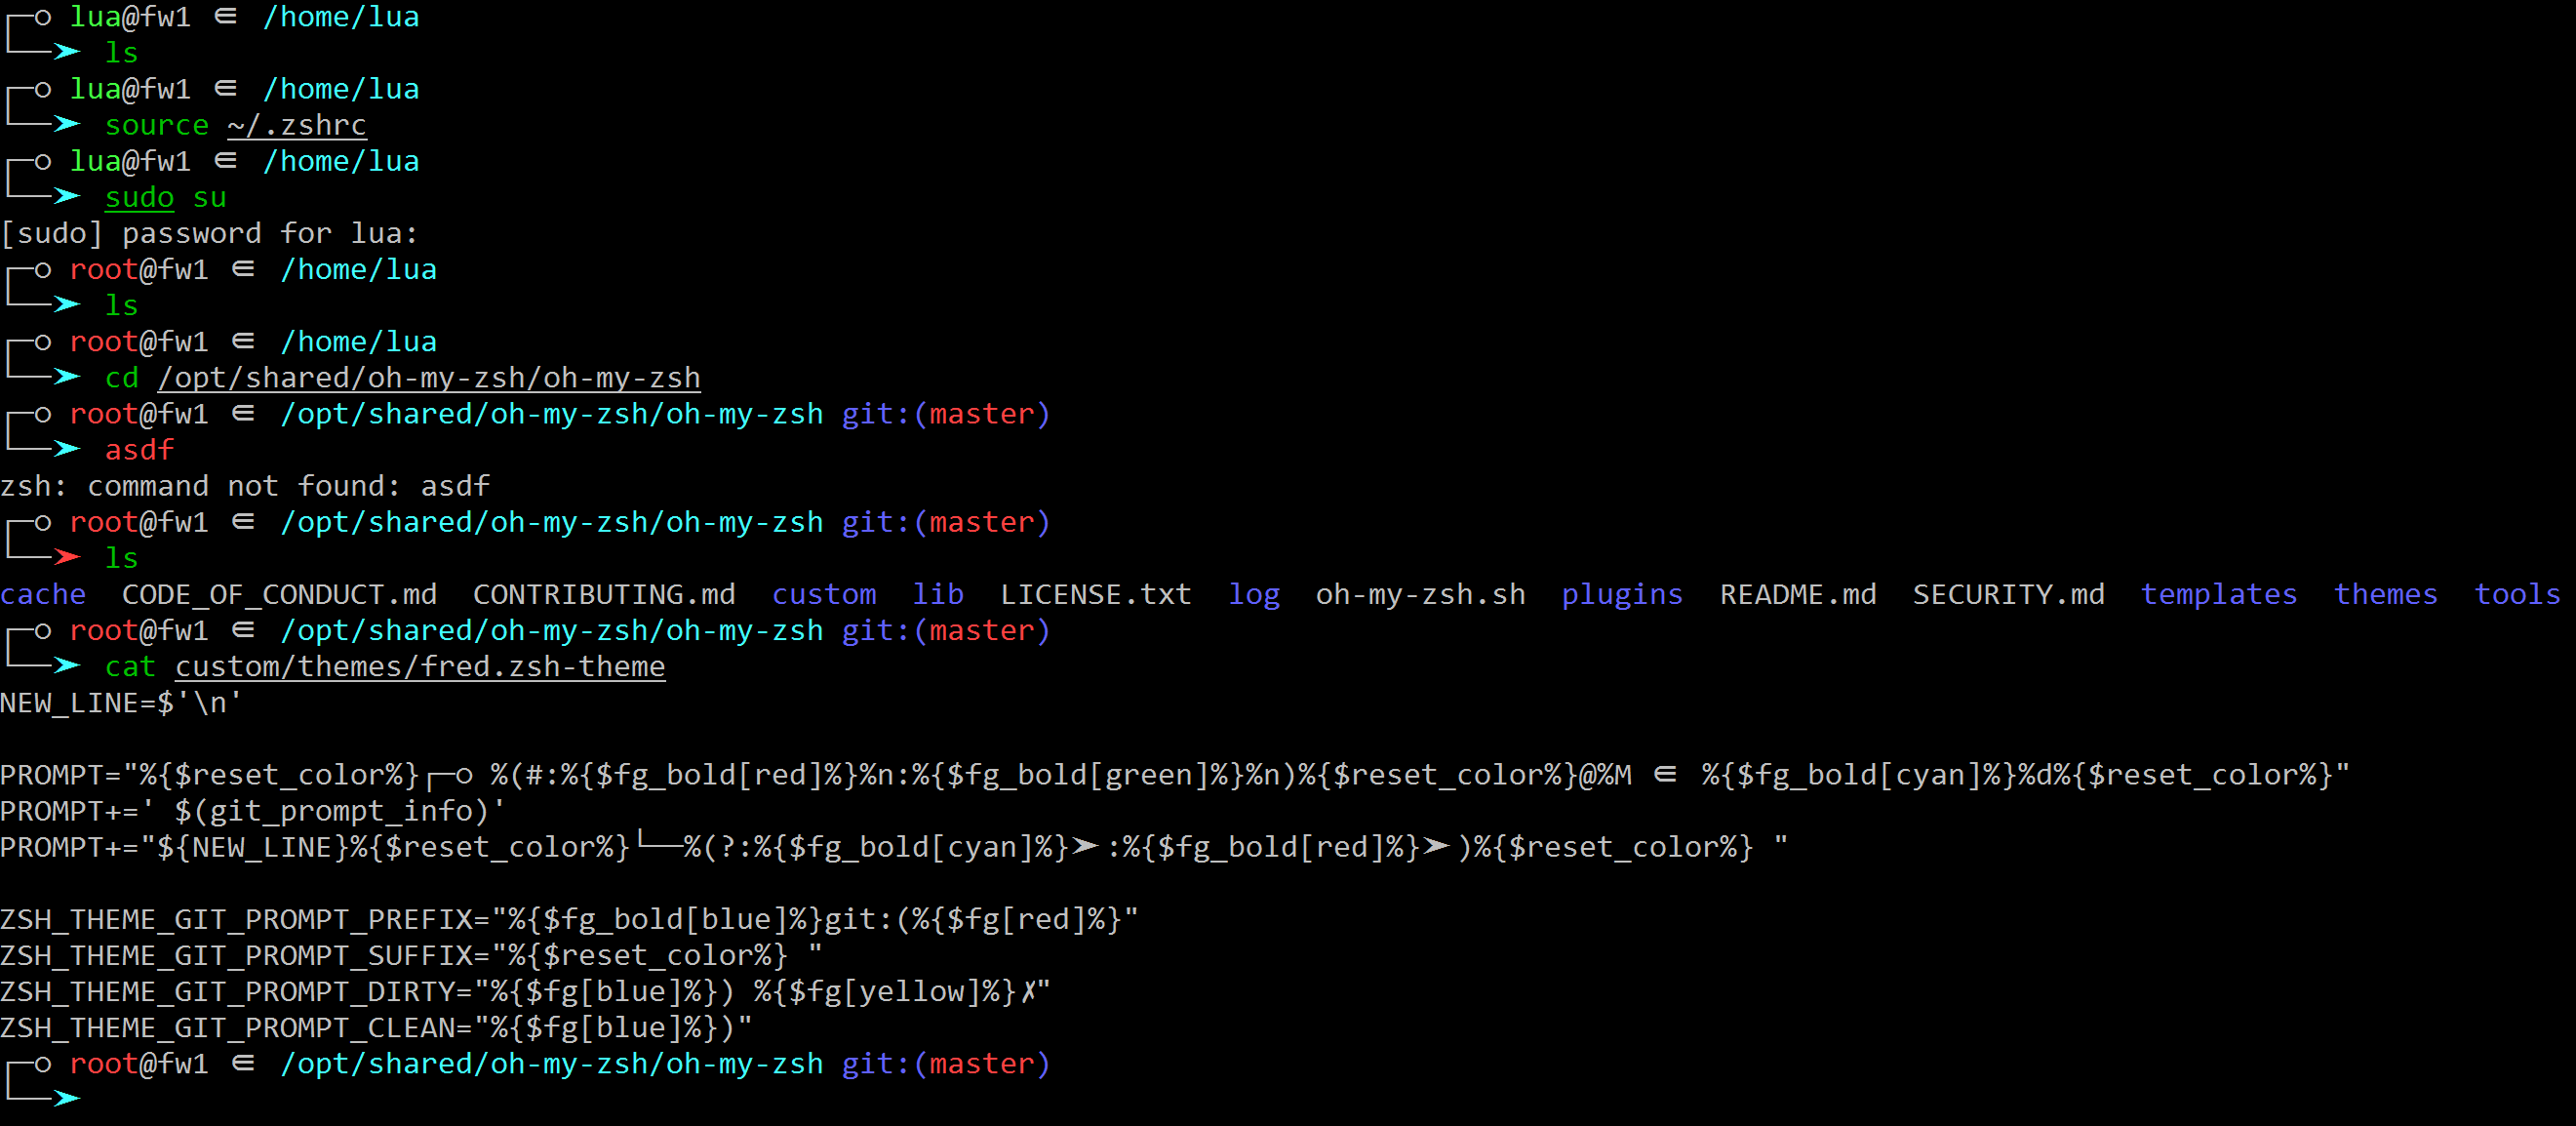 ┌─○ lua@fw1 ⋹ /home/lua
└──➤ ls
┌─○ lua@fw1 ⋹ /home/lua
└──➤ source ~/.zshrc
┌─○ lua@fw1 ⋹ /home/lua
└──➤ sudo su
[sudo] password for lua:
┌─○ root@fw1 ⋹ /home/lua
└──➤ ls
┌─○ root@fw1 ⋹ /home/lua
└──➤ cd /opt/shared/oh-my-zsh/oh-my-zsh
┌─○ root@fw1 ⋹ /opt/shared/oh-my-zsh/oh-my-zsh git:(master)
└──➤ asdf
zsh: command not found: asdf
┌─○ root@fw1 ⋹ /opt/shared/oh-my-zsh/oh-my-zsh git:(master)
└──➤ ls
cache  CODE_OF_CONDUCT.md  CONTRIBUTING.md  custom  lib  LICENSE.txt  log  oh-my-zsh.sh  plugins  README.md  SECURITY.md  templates  themes  tools
┌─○ root@fw1 ⋹ /opt/shared/oh-my-zsh/oh-my-zsh git:(master)
└──➤ cat custom/themes/fred.zsh-theme
NEW_LINE=$'\n'

PROMPT="%{$reset_color%}┌─○ %(#:%{$fg_bold[red]%}%n:%{$fg_bold[green]%}%n)%{$reset_color%}@%M ⋹ %{$fg_bold[cyan]%}%d%{$reset_color%}"
PROMPT+=' $(git_prompt_info)'
PROMPT+="${NEW_LINE}%{$reset_color%}└──%(?:%{$fg_bold[cyan]%}➤:%{$fg_bold[red]%}➤)%{$reset_color%} "

ZSH_THEME_GIT_PROMPT_PREFIX="%{$fg_bold[blue]%}git:(%{$fg[red]%}"
ZSH_THEME_GIT_PROMPT_SUFFIX="%{$reset_color%} "
ZSH_THEME_GIT_PROMPT_DIRTY="%{$fg[blue]%}) %{$fg[yellow]%}✗"
ZSH_THEME_GIT_PROMPT_CLEAN="%{$fg[blue]%})"
┌─○ root@fw1 ⋹ /opt/shared/oh-my-zsh/oh-my-zsh git:(master)
└──➤